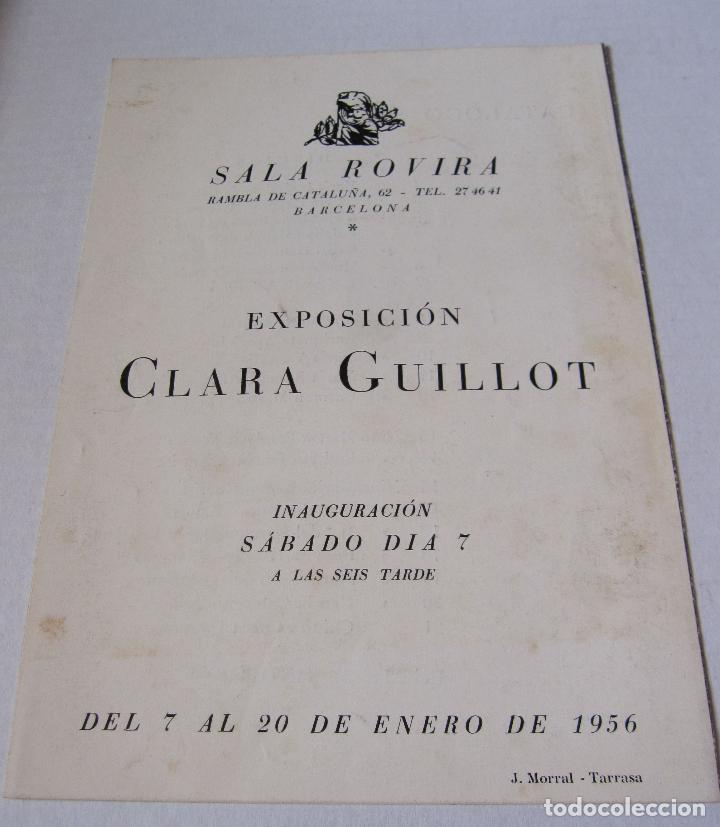 SALA ROVIRA
RAMBLA DE CATALUÑA, 62 - TEL. 27 46 41
BARCELONA
*
EXPOSICIÓN
CLARA GUILLOT
INAUGURACIÓN
SÁBADO DIA 7
A LAS SEIS TARDE
DEL 7 AL 20 DE ENERO DE 1956
J. Morral - Tarrasa
todocoleccion